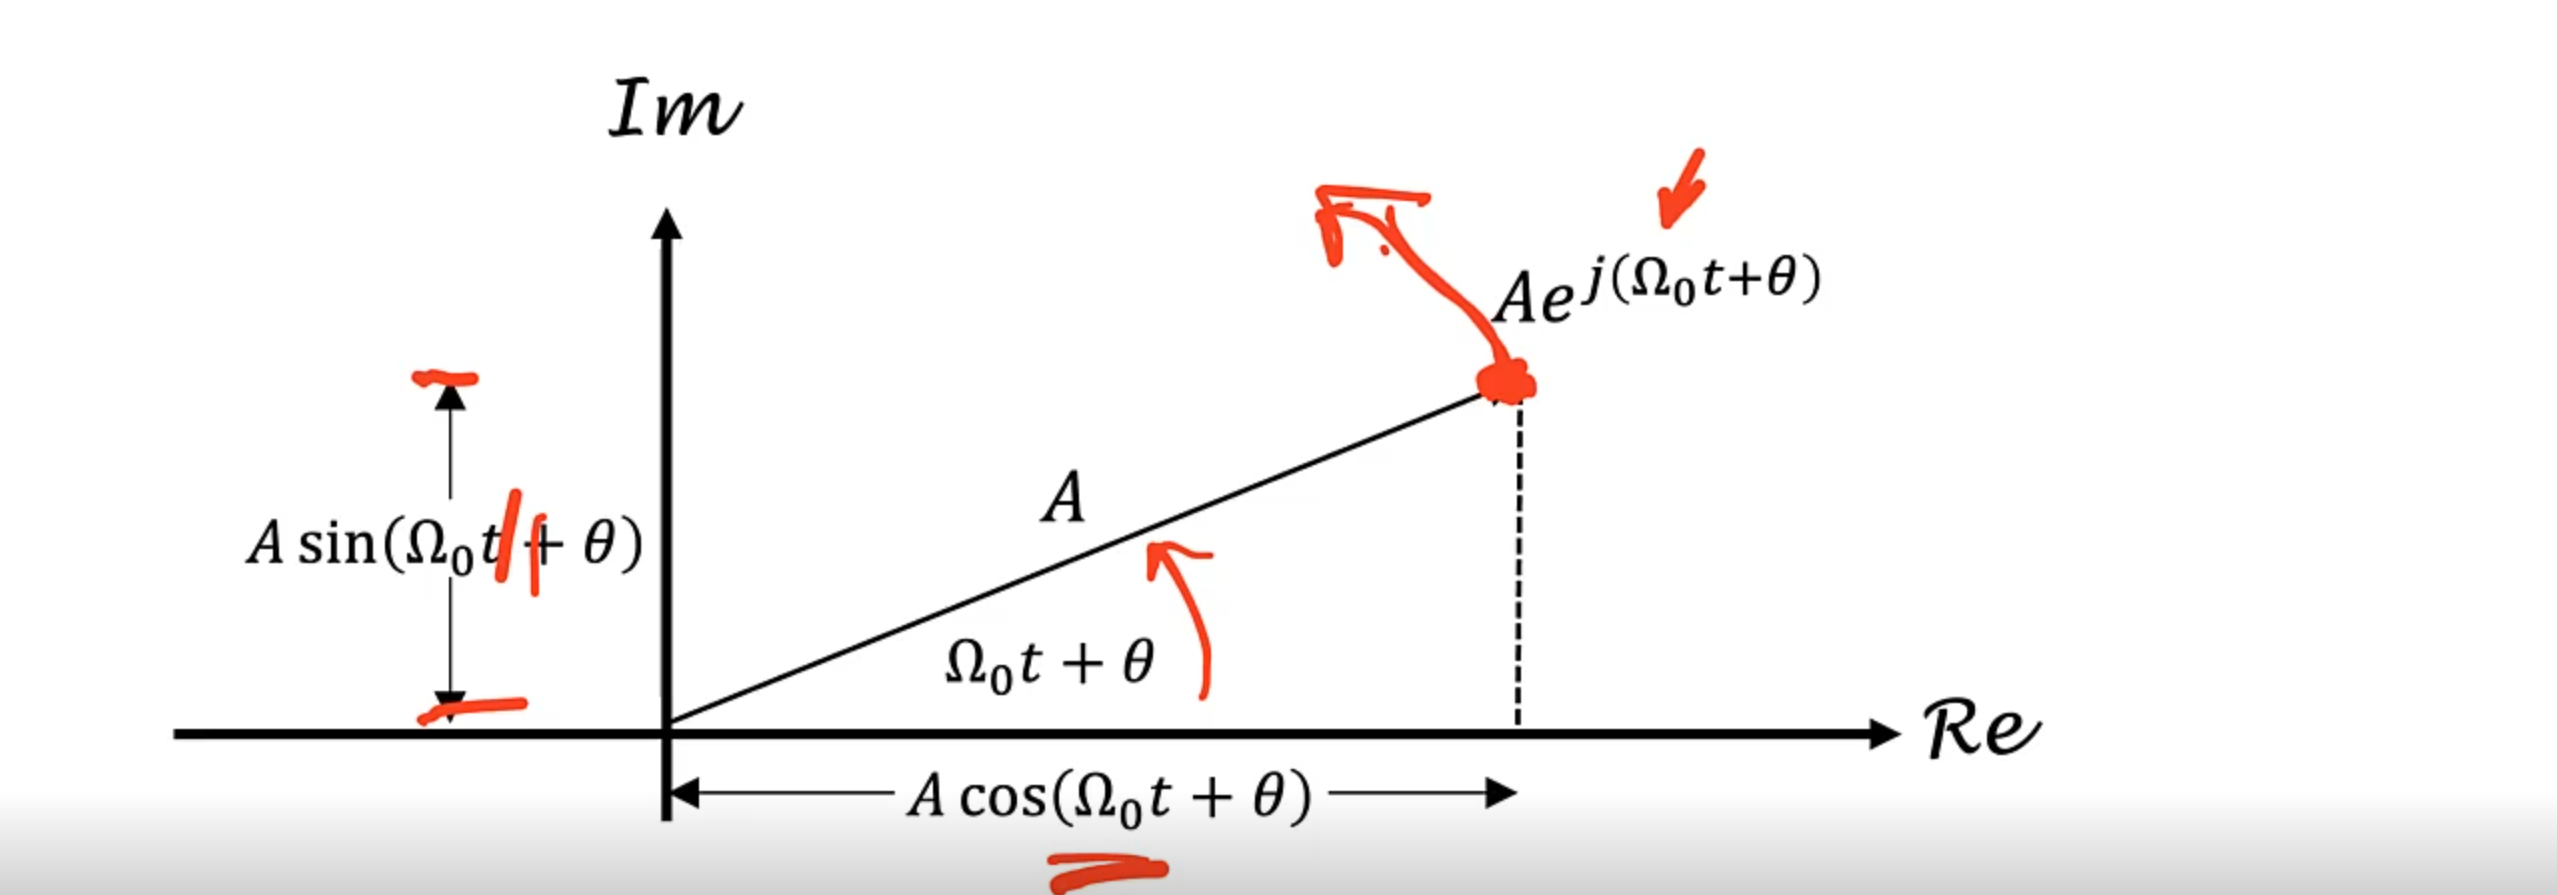 ℐm
Ae^{j(Ω₀t+θ)}
A
A sin(Ω₀t + θ)
Ω₀t + θ
ℛe
A cos(Ω₀t + θ)